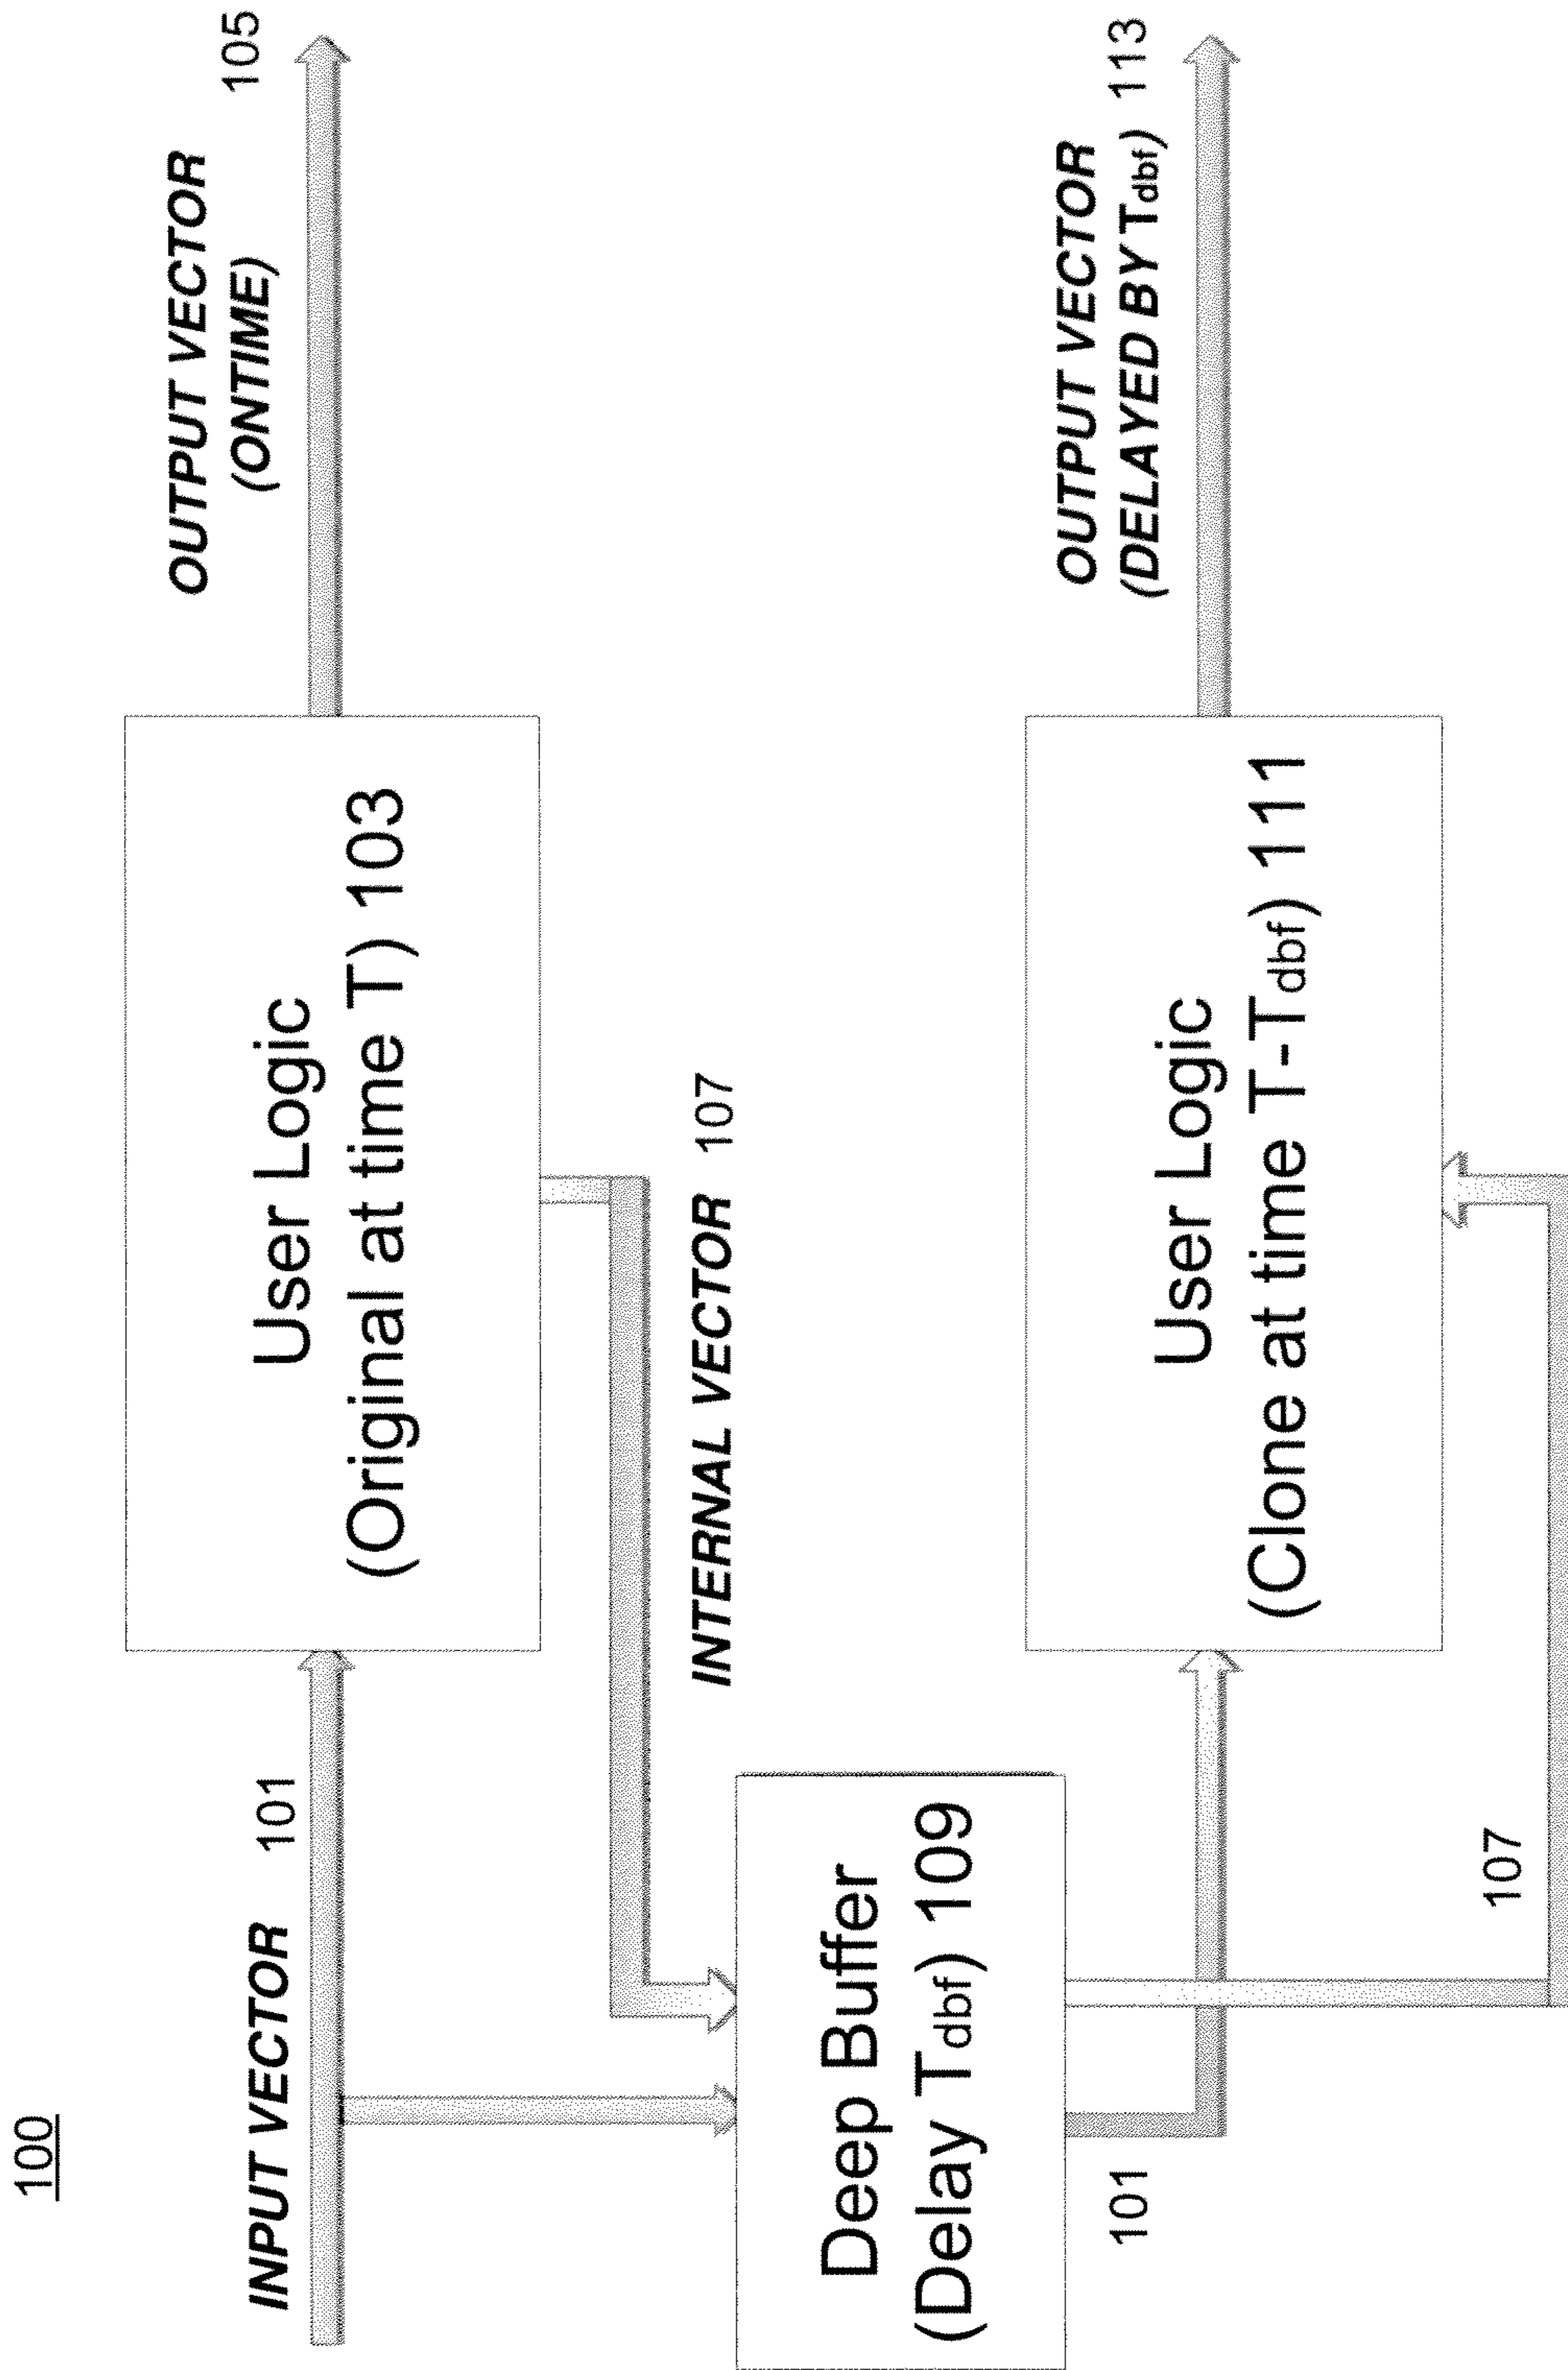 100
INPUT VECTOR 101
User Logic
(Original at time T) 103
OUTPUT VECTOR
(ONTIME)
105
INTERNAL VECTOR 107
Deep Buffer
(Delay Tdbf) 109
101
107
User Logic
(Clone at time T-Tdbf) 111
OUTPUT VECTOR
(DELAYED BY Tdbf) 113